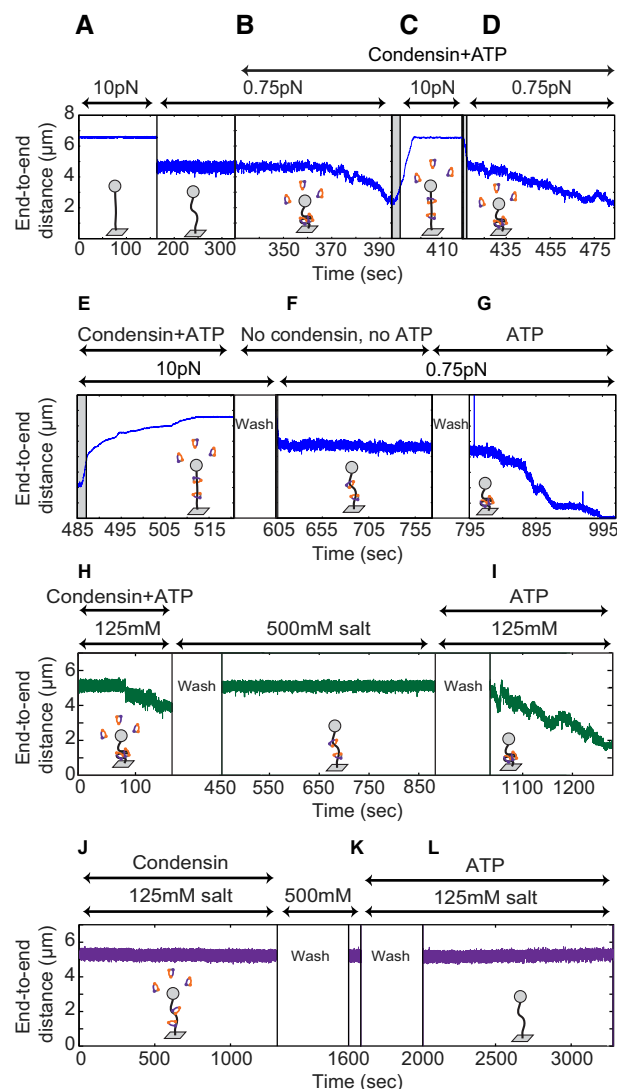 A B C D
Condensin+ATP
10pN 0.75pN 10pN 0.75pN
End-to-end
distance (µm)
8
6
4
2
0 100 200 300 360 390 410 435 455 475
Time (sec)
E F G
Condensin+ATP No condensin, no ATP ATP
10pN 0.75pN
End-to-end
distance (µm)
Wash Wash
485 495 505 515 605 655 705 755 795 895 995
Time (sec)
H I
Condensin+ATP ATP
125mM 500mM salt 125mM
End-to-end
distance (µm)
6
4
2
0
Wash Wash
0 100 450 550 650 750 850 1100 1200
Time (sec)
J K L
Condensin ATP
125mM salt 500mM 125mM salt
End-to-end
distance (µm)
6
4
2
0
Wash Wash
0 500 1000 1600 2000 2500 3000
Time (sec)